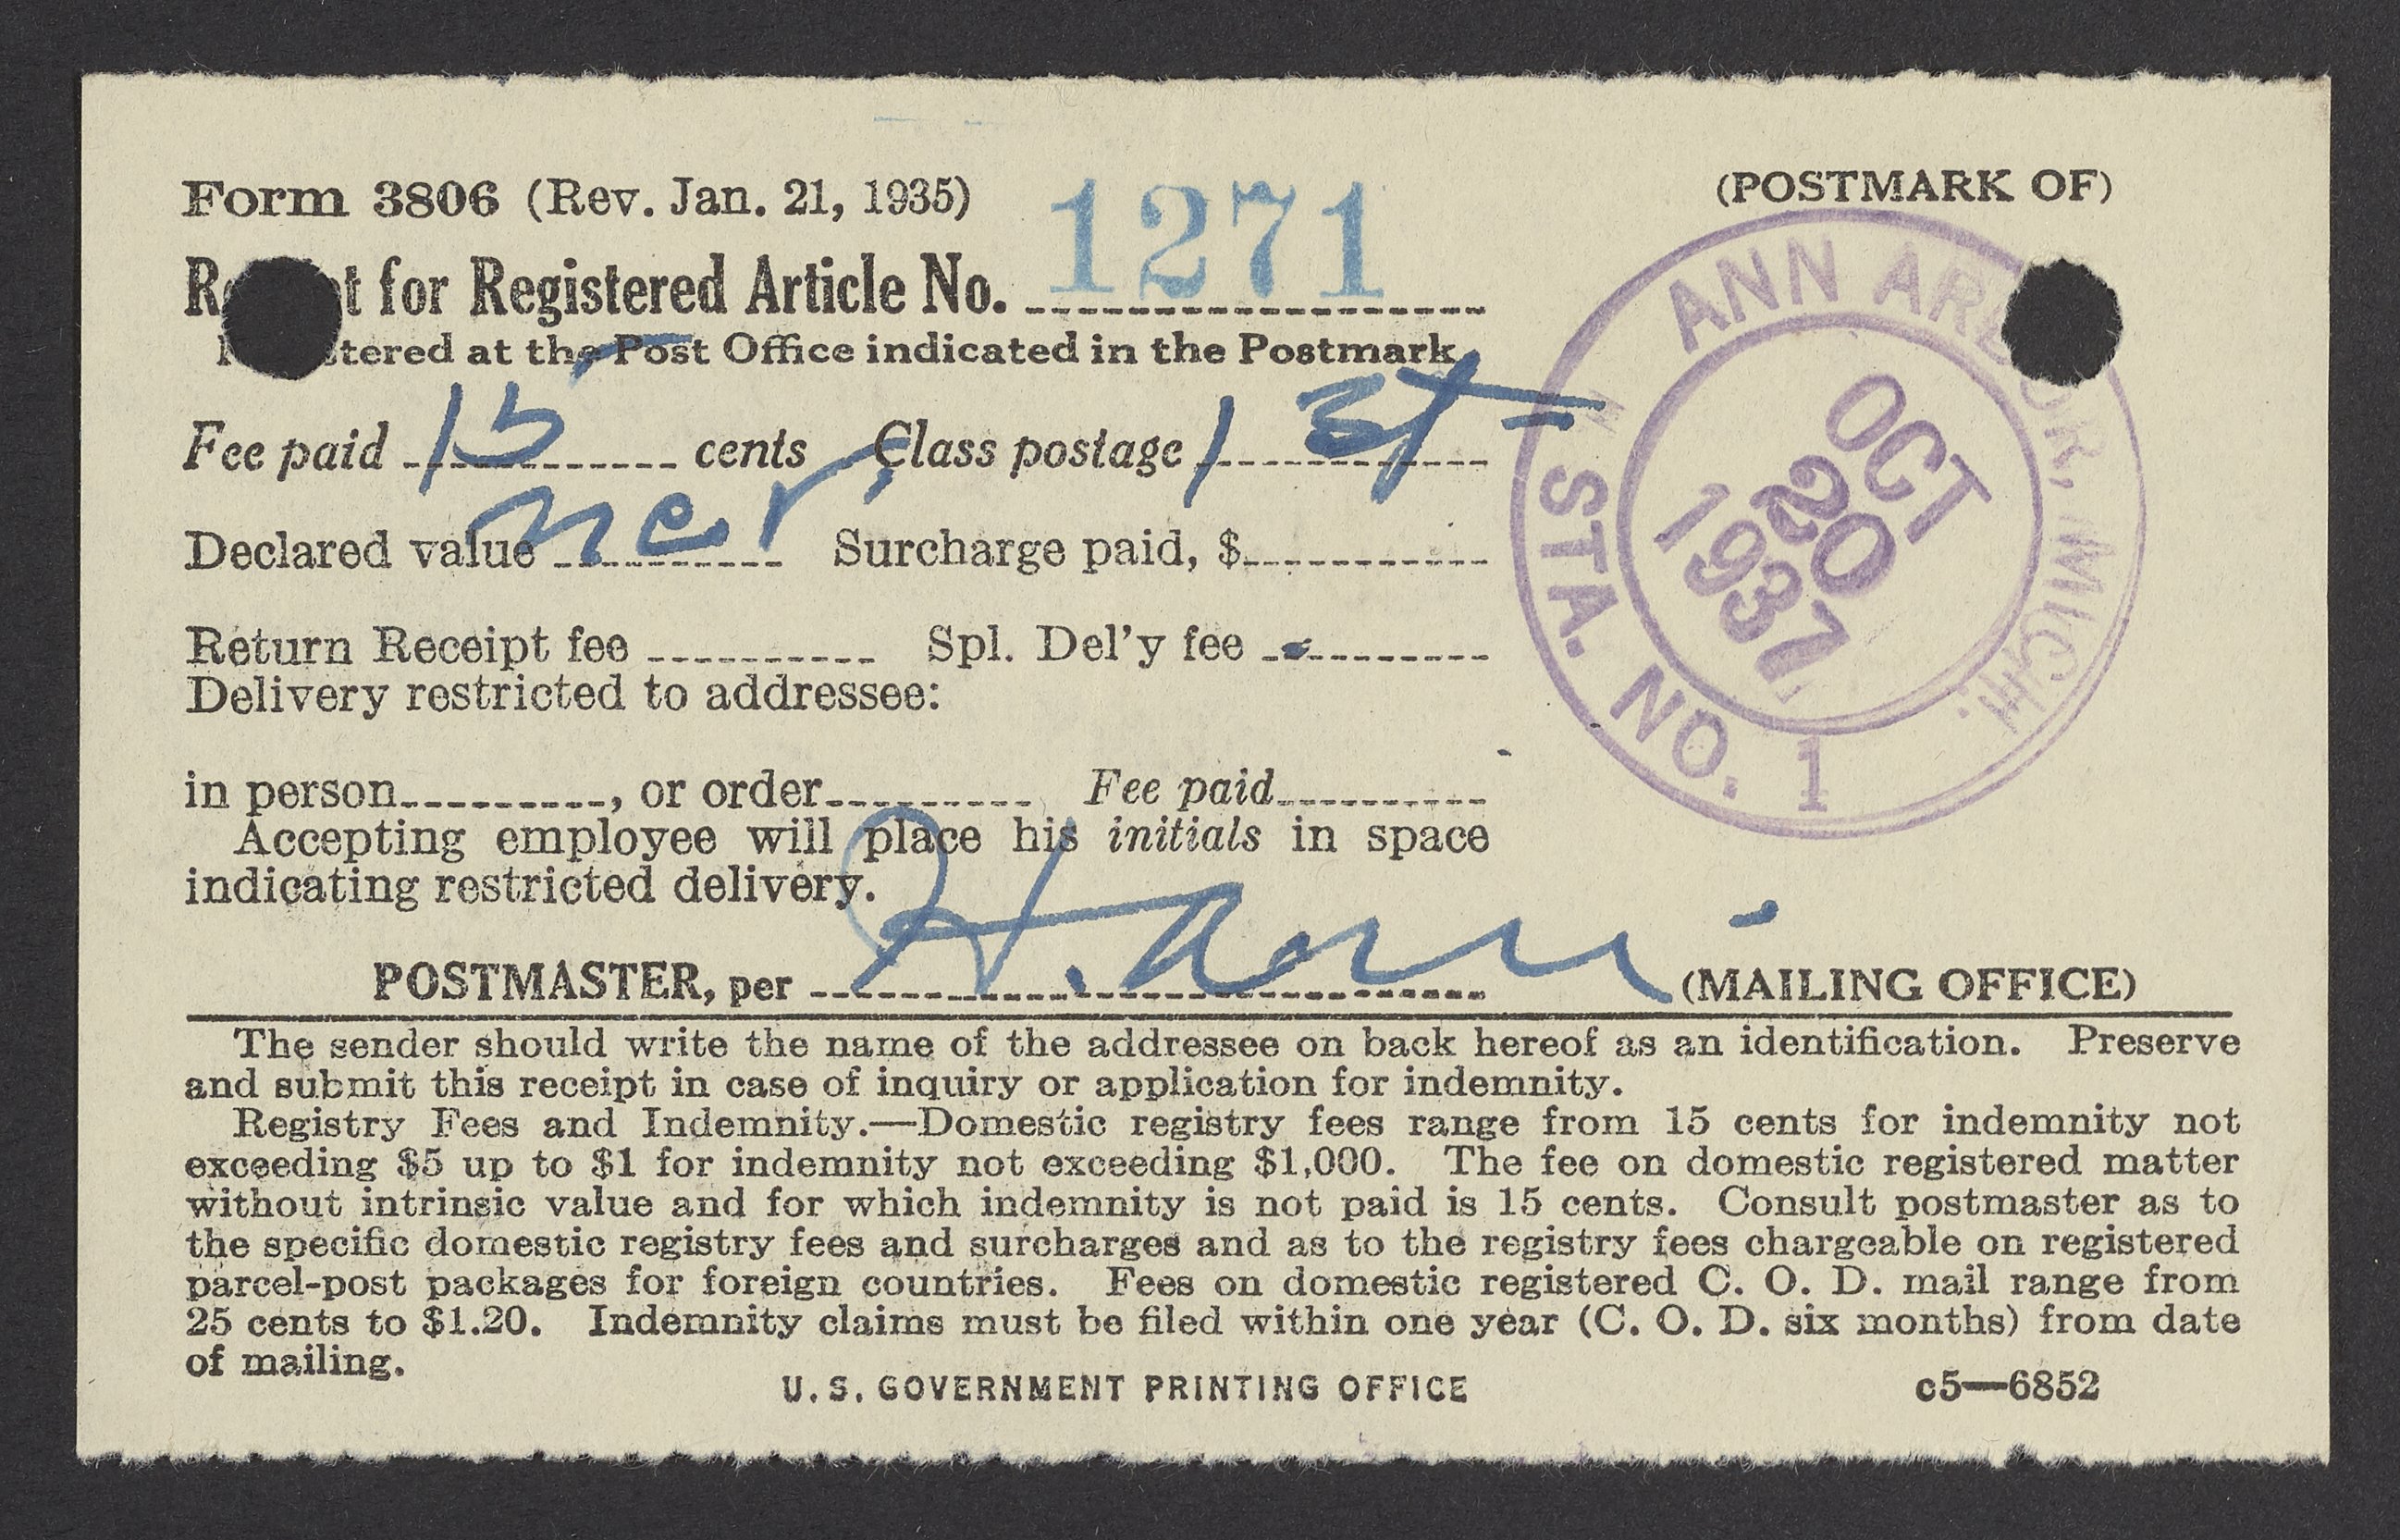 Form 3806 (Rev. Jan. 21, 1935)
1271
(POSTMARK OF)
for Registered Article No.
at the Post Office indicated in the Postmark
Fee paid 15 cents Class postage 1st
Declared value Surcharge paid, $
Return Receipt fee Spl. Del'y fee
Delivery restricted to addressee:
in person, or order Fee paid
Accepting employee will place his initials in space
indicating restricted delivery.
POSTMASTER, per (MAILING OFFICE)
ANN ARBOR, MICH.
STA. NO. 1
OCT
20
1937
The sender should write the name of the addressee on back hereof as an identification. Preserve
and submit this receipt in case of inquiry or application for indemnity.
Registry Fees and Indemnity.—Domestic registry fees range from 15 cents for indemnity not
exceeding $5 up to $1 for indemnity not exceeding $1,000. The fee on domestic registered matter
without intrinsic value and for which indemnity is not paid is 15 cents. Consult postmaster as to
the specific domestic registry fees and surcharges and as to the registry fees chargeable on registered
parcel-post packages for foreign countries. Fees on domestic registered C. O. D. mail range from
25 cents to $1.20. Indemnity claims must be filed within one year (C. O. D. six months) from date
of mailing.
U. S. GOVERNMENT PRINTING OFFICE
c5—6852